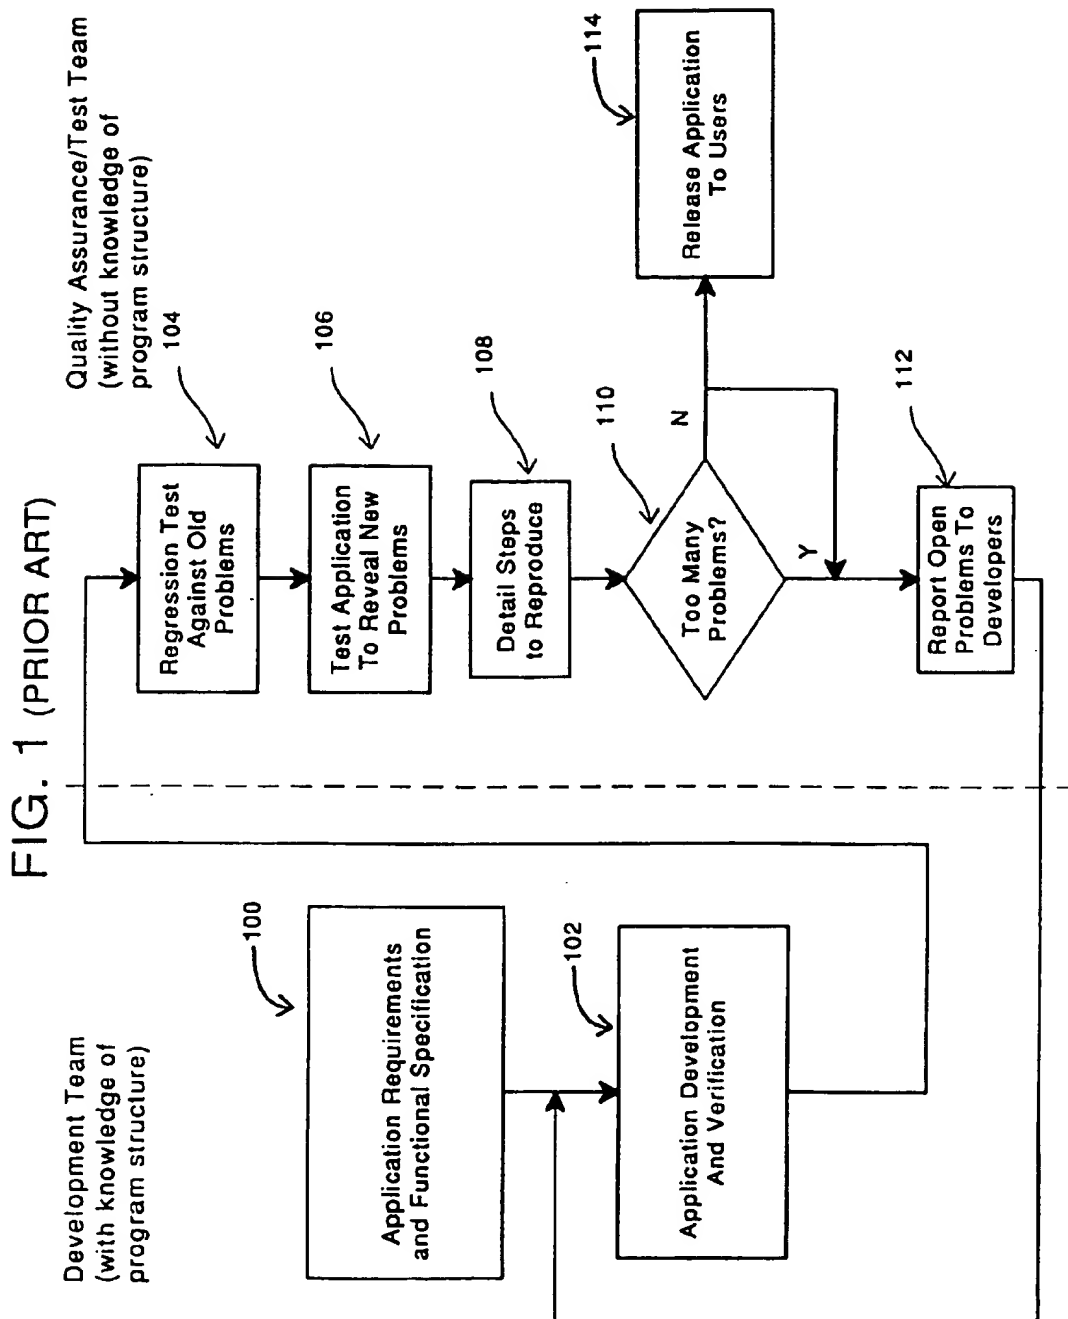 FIG. 1 (PRIOR ART)
Development Team
(with knowledge of
program structure)
Quality Assurance/Test Team
(without knowledge of
program structure)
100
Application Requirements
and Functional Specification
102
Application Development
And Verification
104
Regression Test
Against Old
Problems
106
Test Application
To Reveal New
Problems
108
Detail Steps
to Reproduce
110
Too Many
Problems?
N
Y
114
Release Application
To Users
112
Report Open
Problems To
Developers